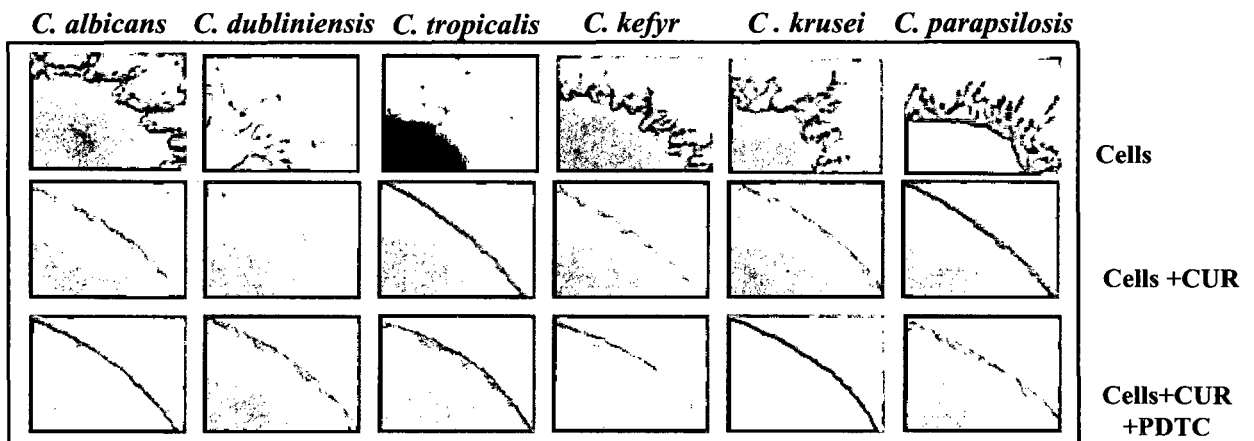 C. albicans C. dubliniensis C. tropicalis C. kefyr C . krusei C. parapsilosis
Cells
Cells +CUR
Cells+CUR
+PDTC